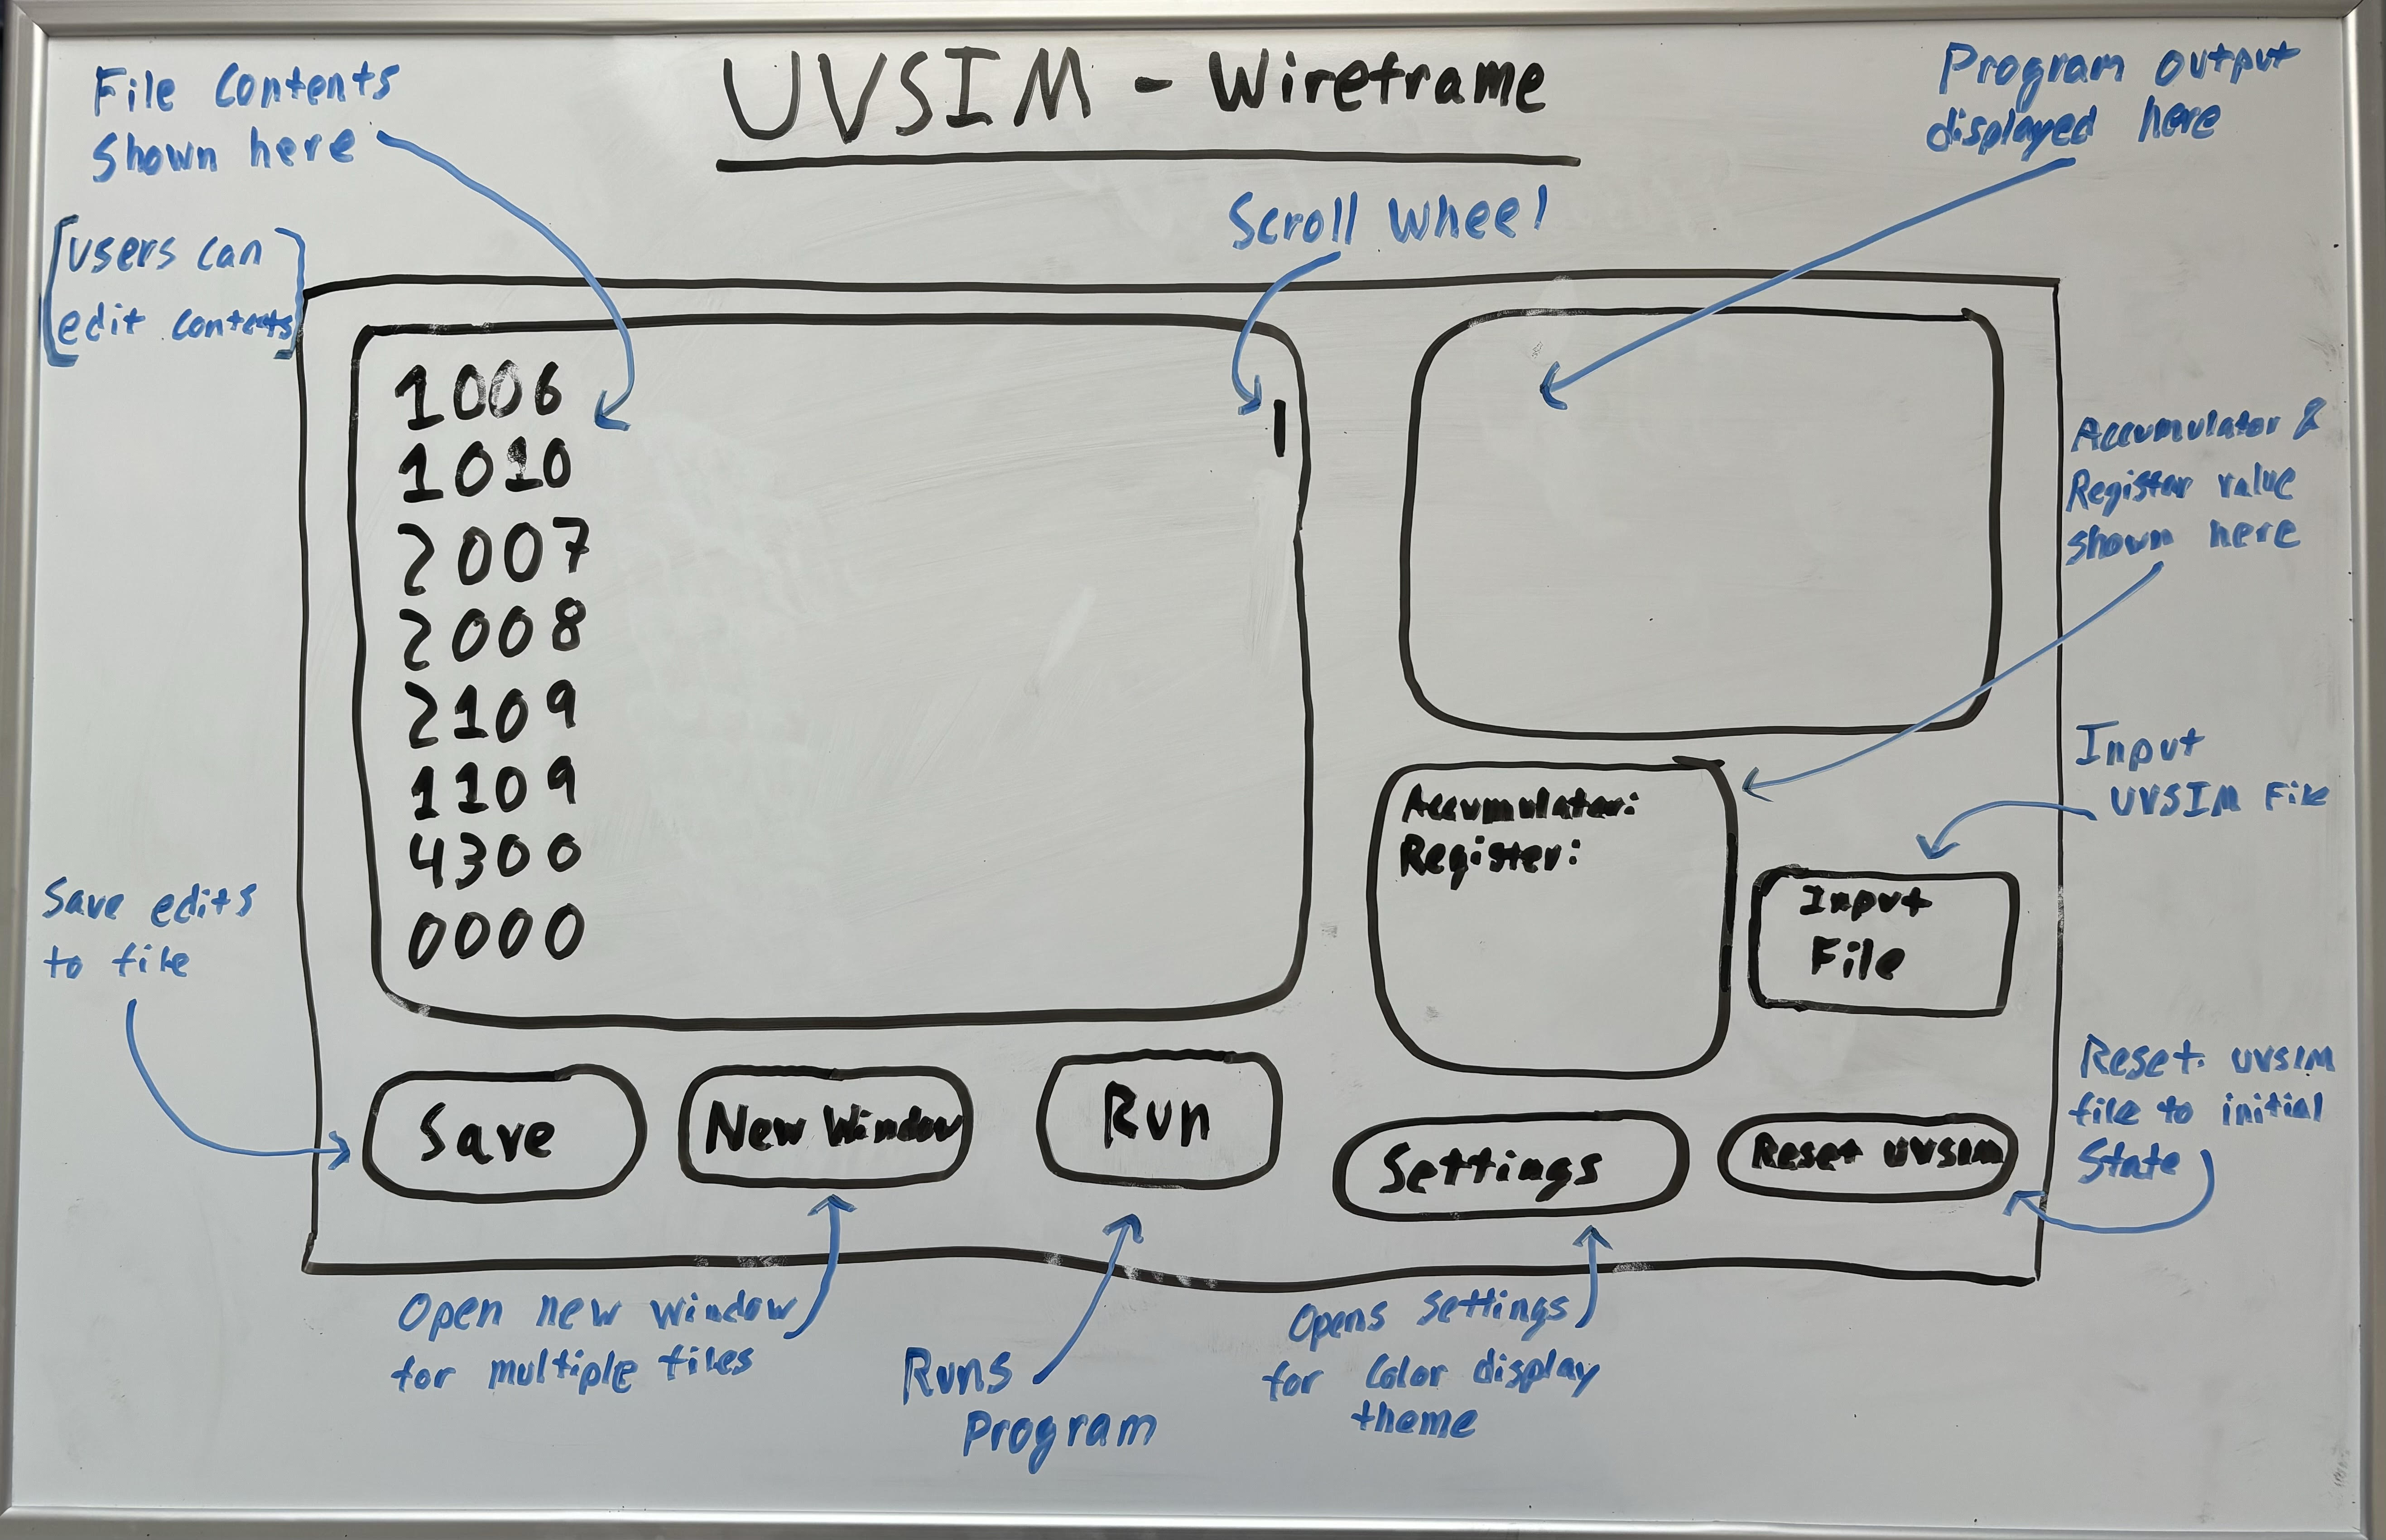 UVSIM - Wireframe
File Contents
Shown here
[users can
edit contents]
Scroll Wheel
Program output
displayed here
1006
1010
2007
2008
2109
1109
4300
0000
Accumulator &
Register value
shown here
Accumulator:
Register:
Input
UVSIM File
Input
File
Save edits
to file
Save
New Window
Run
Settings
Reset UVSIM
Reset UVSIM
file to initial
State
Open new window
for multiple files
Runs
Program
Opens settings
for Color display
theme